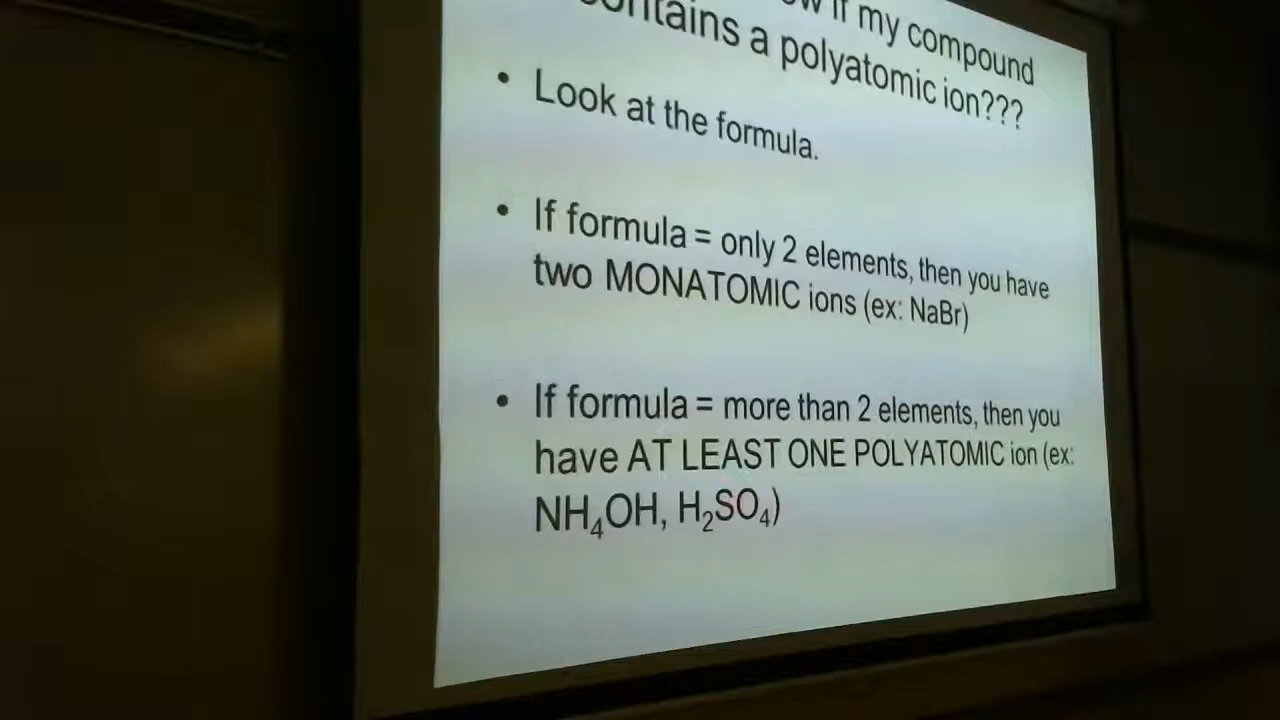 if my compound
contains a polyatomic ion???
• Look at the formula.
• If formula = only 2 elements, then you have
two MONATOMIC ions (ex: NaBr)
• If formula = more than 2 elements, then you
have AT LEAST ONE POLYATOMIC ion (ex:
NH₄OH, H₂SO₄)